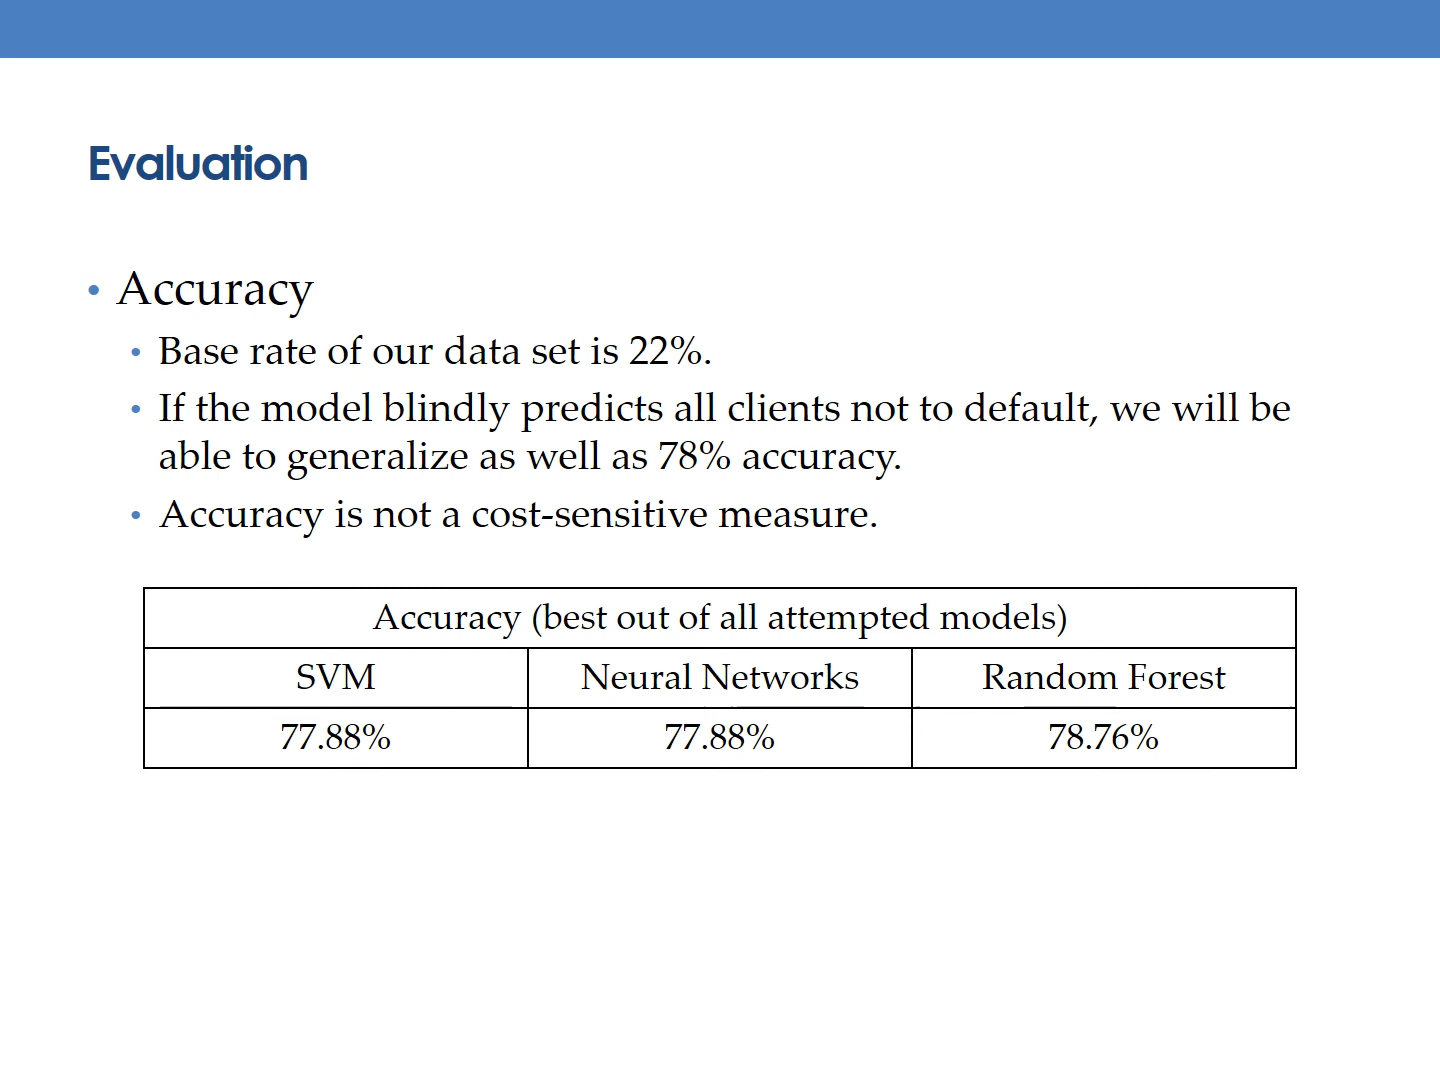 Evaluation
• Accuracy
• Base rate of our data set is 22%.
• If the model blindly predicts all clients not to default, we will be
able to generalize as well as 78% accuracy.
• Accuracy is not a cost-sensitive measure.
Accuracy (best out of all attempted models)
SVM Neural Networks Random Forest
77.88% 77.88% 78.76%